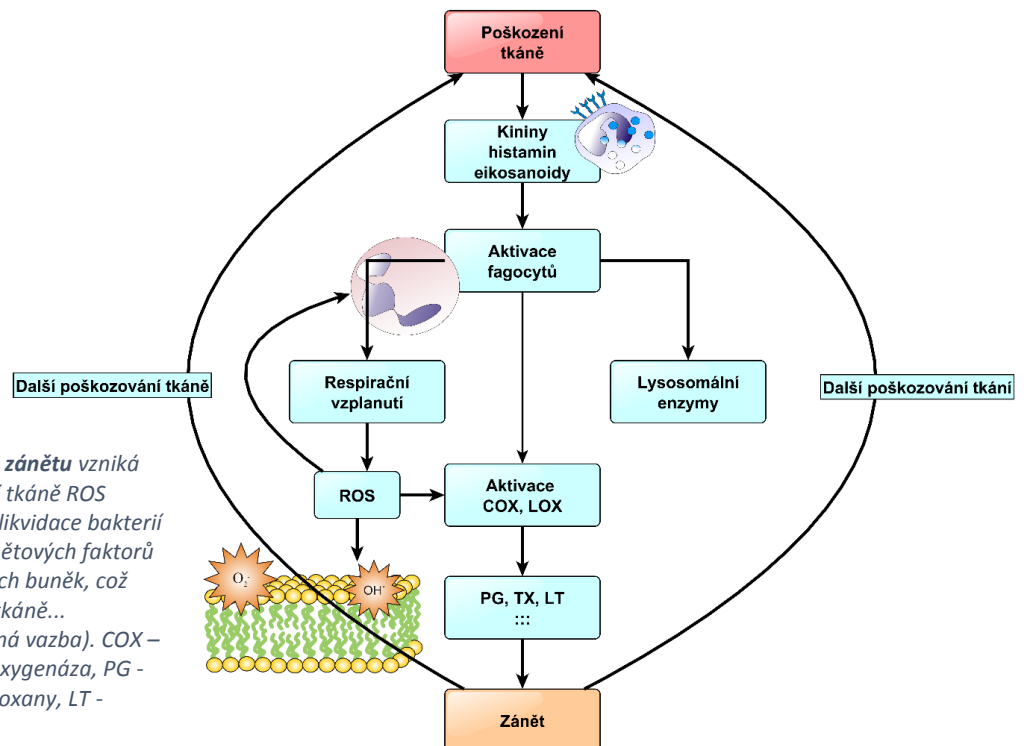 Poškození
tkáně
Kininy
histamin
eikosanoidy
Aktivace
fagocytů
Respirační
vzplanutí
Lysosomální
enzymy
Další poškozování tkáně
Další poškozování tkání
ROS
Aktivace
COX, LOX
O₂⁻
OH•
PG, TX, LT
:::
Zánět
zánětu vzniká
tkáně ROS
likvidace bakterií
ětových faktorů
ch buněk, což
káně...
ná vazba). COX –
oxygenáza, PG -
oxany, LT -